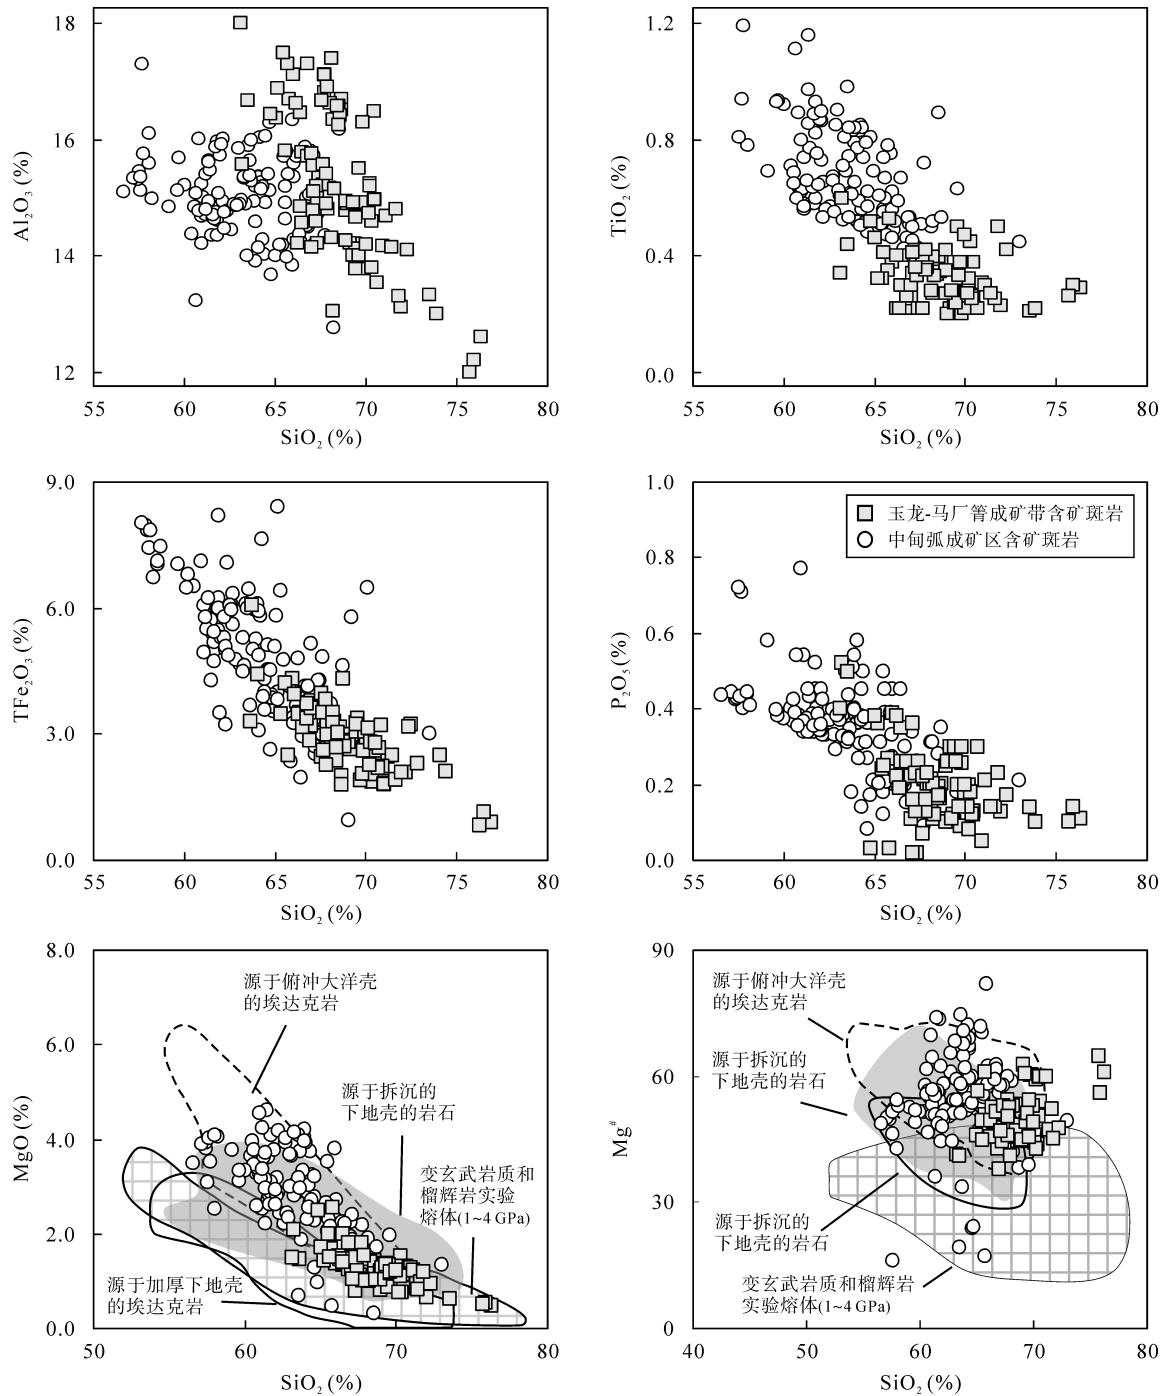 18
16
14
12
Al₂O₃ (%)
55 60 65 70 75 80
SiO₂ (%)
1.2
0.8
0.4
0.0
TiO₂ (%)
55 60 65 70 75 80
SiO₂ (%)
9.0
6.0
3.0
0.0
TFe₂O₃ (%)
55 60 65 70 75 80
SiO₂ (%)
1.0
0.8
0.6
0.4
0.2
0.0
P₂O₅ (%)
玉龙-马厂箐成矿带含矿斑岩
中甸弧成矿区含矿斑岩
55 60 65 70 75 80
SiO₂ (%)
8.0
6.0
4.0
2.0
0.0
MgO (%)
源于俯冲大洋壳
的埃达克岩
源于拆沉的
下地壳的岩石
变玄武岩质和
榴辉岩实验
熔体(1~4 GPa)
源于加厚下地壳
的埃达克岩
50 60 70 80
SiO₂ (%)
90
60
30
0
Mg#
源于俯冲大洋壳
的埃达克岩
源于拆沉的
下地壳的岩石
源于拆沉的
下地壳的岩石
变玄武岩质和榴辉岩
实验熔体(1~4 GPa)
40 50 60 70 80
SiO₂ (%)